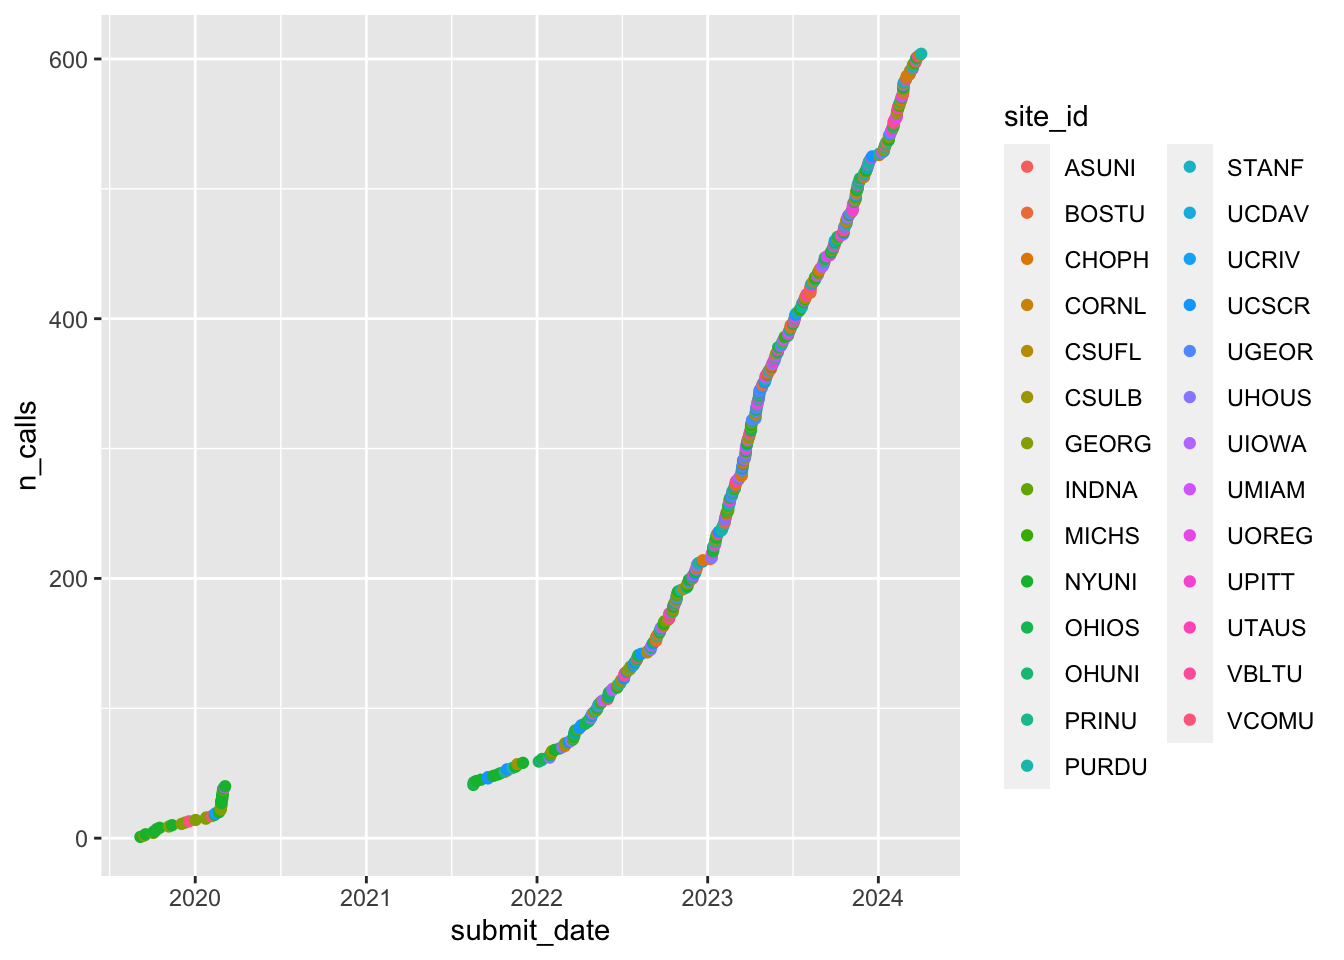 n_calls
600
400
200
0
2020 2021 2022 2023 2024
submit_date
site_id
ASUNI STANF
BOSTU UCDAV
CHOPH UCRIV
CORNL UCSCR
CSUFL UGEOR
CSULB UHOUS
GEORG UIOWA
INDNA UMIAM
MICHS UOREG
NYUNI UPITT
OHIOS UTAUS
OHUNI VBLTU
PRINU VCOMU
PURDU